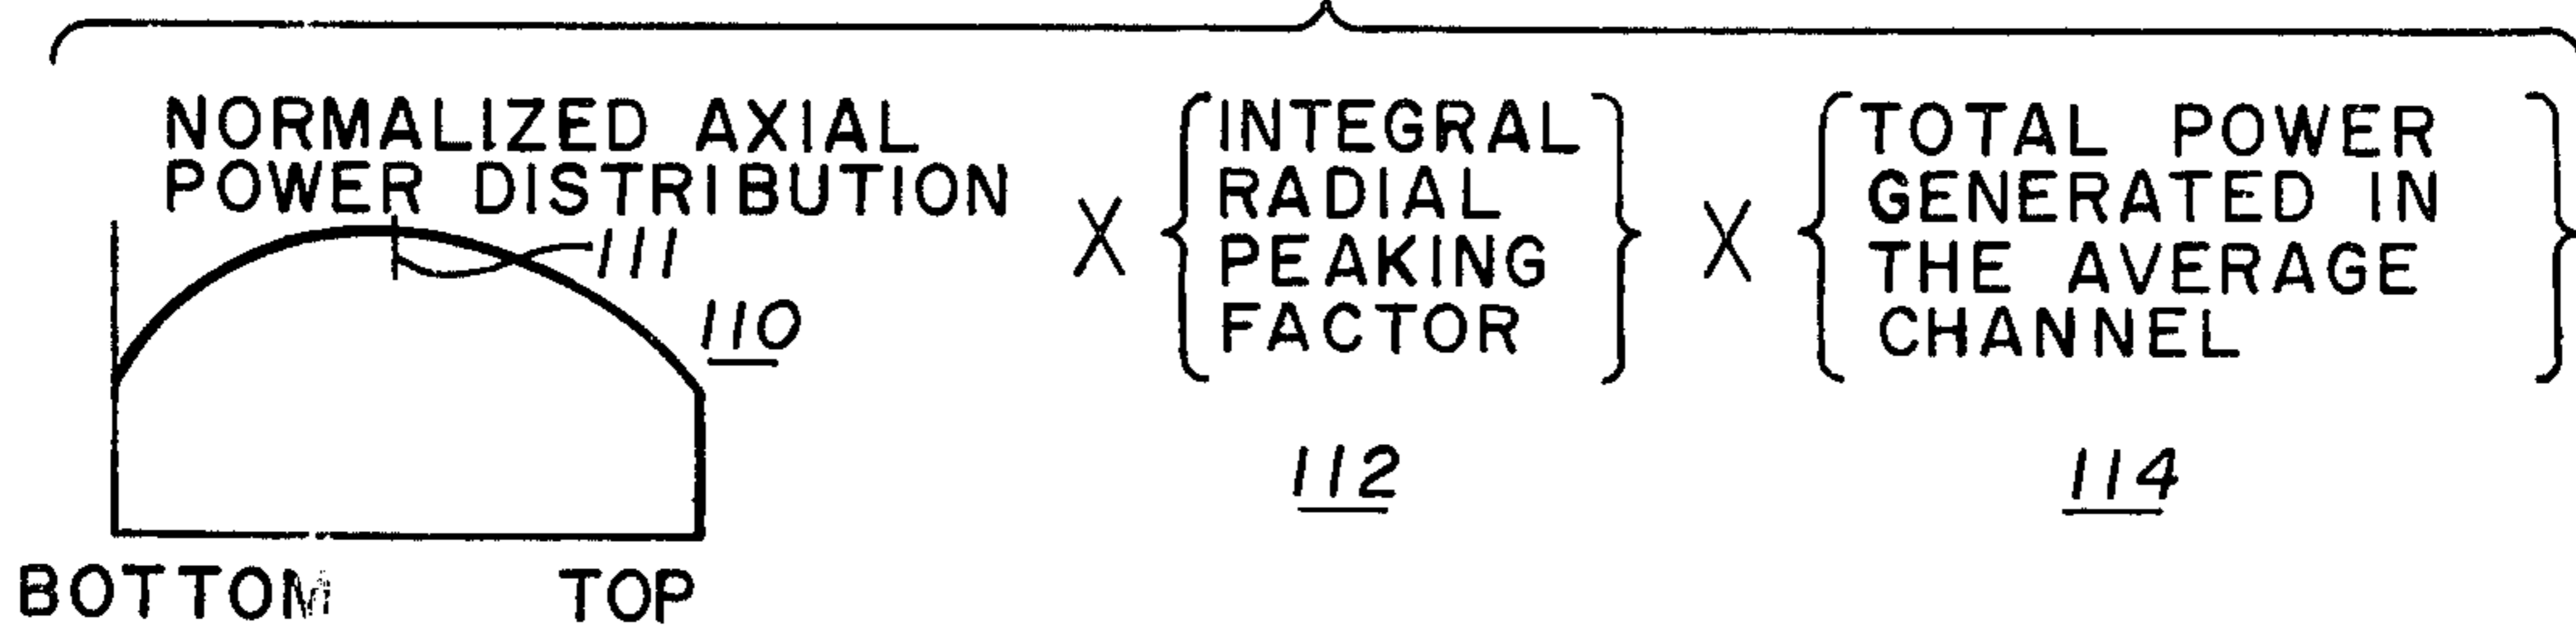 NORMALIZED AXIAL
POWER DISTRIBUTION
111
110
BOTTOM TOP
X
INTEGRAL
RADIAL
PEAKING
FACTOR
112
X
TOTAL POWER
GENERATED IN
THE AVERAGE
CHANNEL
114